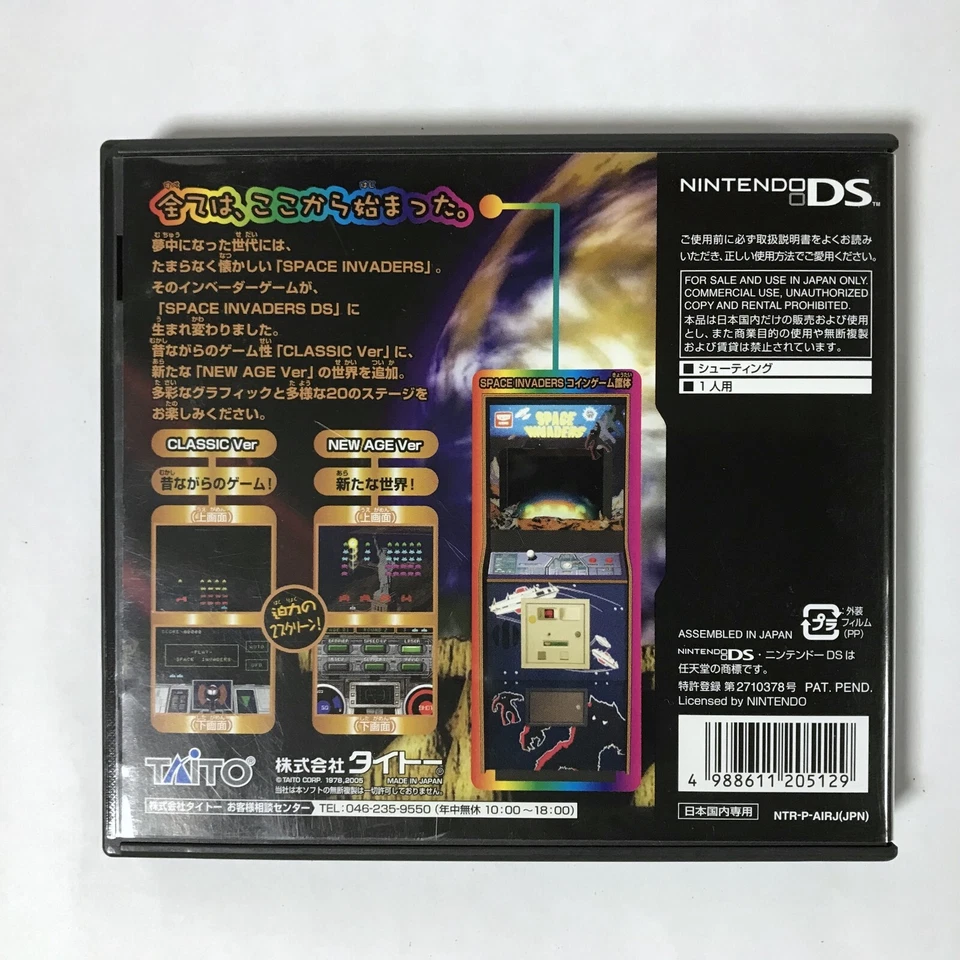 全ては、ここから始まった。
夢中になった世代には、
たまらなく懐かしい「SPACE INVADERS」。
そのインベーダーゲームが、
「SPACE INVADERS DS」に
生まれ変わりました。
昔ながらのゲーム性「CLASSIC Ver」に、
新たな「NEW AGE Ver」の世界を追加。
多彩なグラフィックと多様な20のステージを
お楽しみください。
CLASSIC Ver
昔ながらのゲーム!
(上画面)
(下画面)
NEW AGE Ver
新たな世界!
(上画面)
(下画面)
迫力の
2スクリーン!
-PLAY-
SPACE INVADERS
SPACE INVADERS コインゲーム筐体
SPACE
INVADERS
TAITO
株式会社タイトー
©TAITO CORP. 1978,2005
MADE IN JAPAN
当社は本ソフトの無断複製は一切許可しておりません。
株式会社タイトー お客様相談センター TEL:046-235-9550 (年中無休 10:00~18:00)
NINTENDO DS™
ご使用前に必ず取扱説明書をよくお読み
いただき、正しい使用方法でご愛用ください。
FOR SALE AND USE IN JAPAN ONLY.
COMMERCIAL USE, UNAUTHORIZED
COPY AND RENTAL PROHIBITED.
本品は日本国内だけの販売および使用
とし、また商業目的の使用や無断複製
および賃貸は禁止されています。
■ シューティング
■ 1人用
プラ
:外装
フィルム
(PP)
ASSEMBLED IN JAPAN
NINTENDO DS・ニンテンドーDSは
任天堂の商標です。
特許登録 第2710378号 PAT. PEND.
Licensed by NINTENDO
4 988611 205129
日本国内専用
NTR-P-AIRJ(JPN)